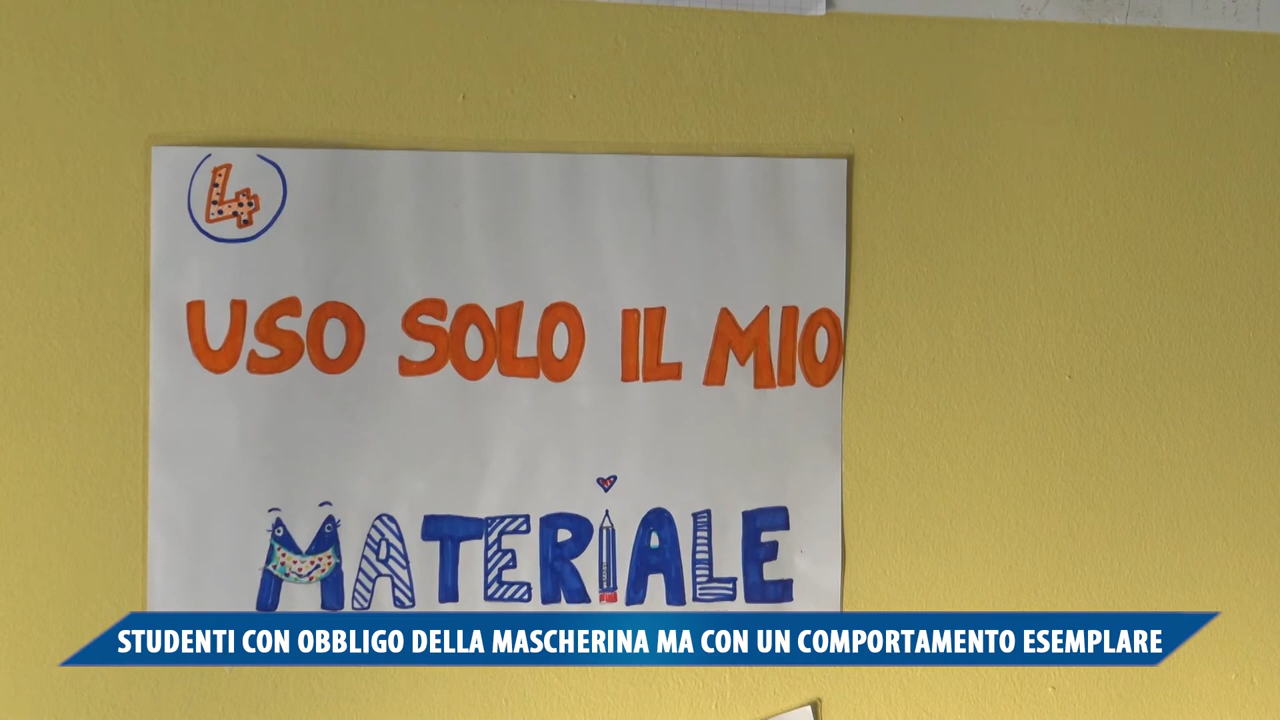 4
USO SOLO IL MIO
MATERIALE
STUDENTI CON OBBLIGO DELLA MASCHERINA MA CON UN COMPORTAMENTO ESEMPLARE